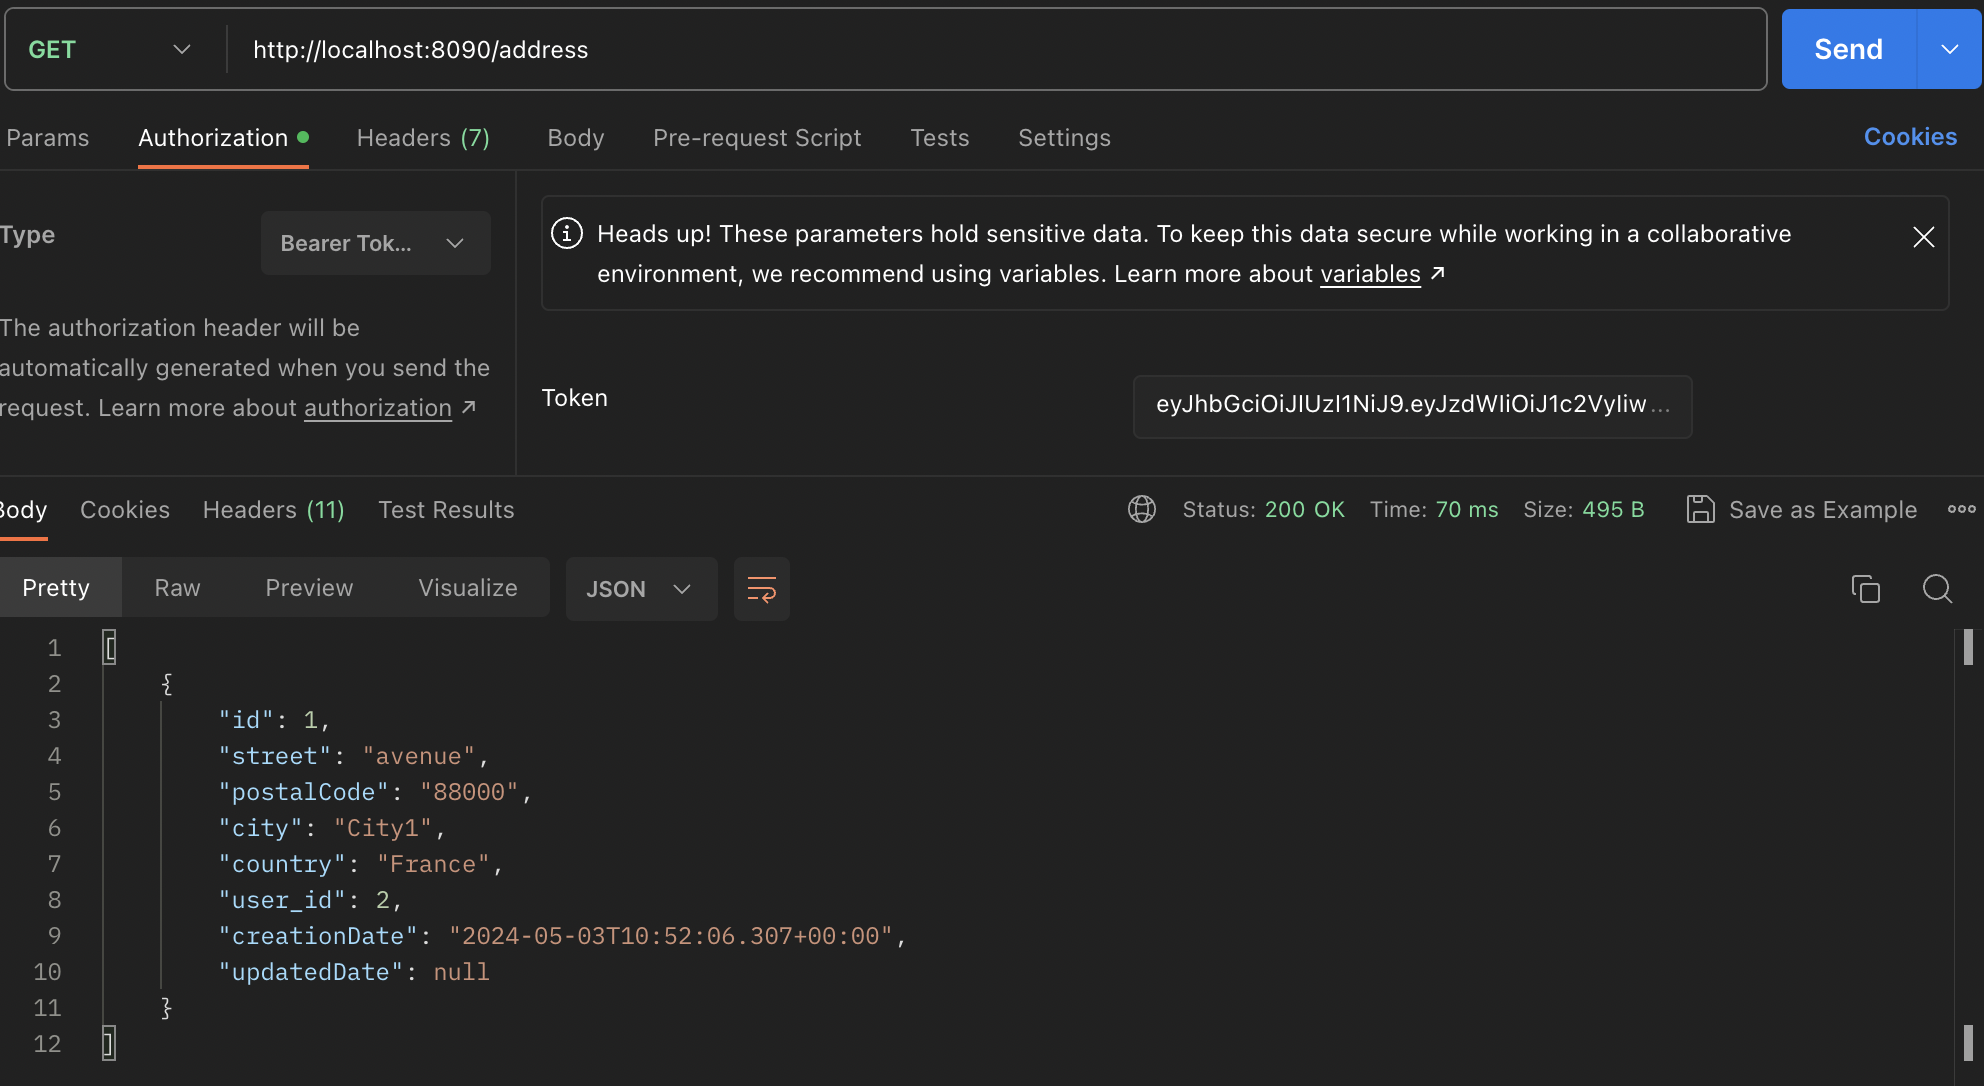 GET http://localhost:8090/address Send
Params Authorization Headers (7) Body Pre-request Script Tests Settings Cookies
Type Bearer Tok...
Heads up! These parameters hold sensitive data. To keep this data secure while working in a collaborative
environment, we recommend using variables. Learn more about variables ↗
The authorization header will be
automatically generated when you send the
request. Learn more about authorization ↗
Token eyJhbGciOiJIUzI1NiJ9.eyJzdWIiOiJ1c2VyIiw...
Body Cookies Headers (11) Test Results Status: 200 OK Time: 70 ms Size: 495 B Save as Example
Pretty Raw Preview Visualize JSON
1 [
2 {
3 "id": 1,
4 "street": "avenue",
5 "postalCode": "88000",
6 "city": "City1",
7 "country": "France",
8 "user_id": 2,
9 "creationDate": "2024-05-03T10:52:06.307+00:00",
10 "updatedDate": null
11 }
12 ]